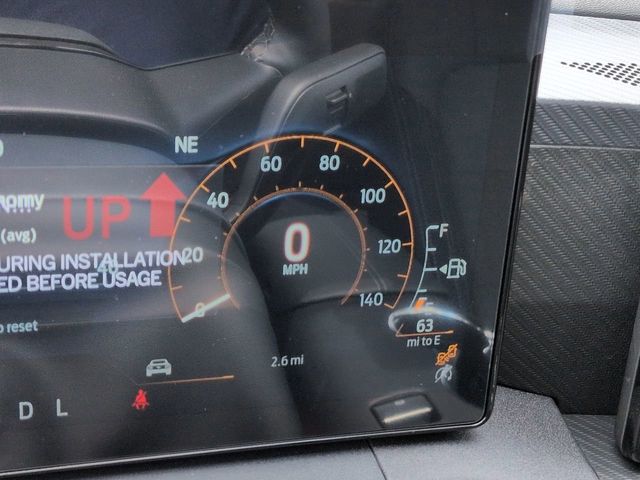 NE
nomy
UP
(avg)
URING INSTALLATION
ED BEFORE USAGE
o reset
0
20
40
60
80
100
120
140
0
MPH
F
E
63
mi to E
2.6 mi
D L